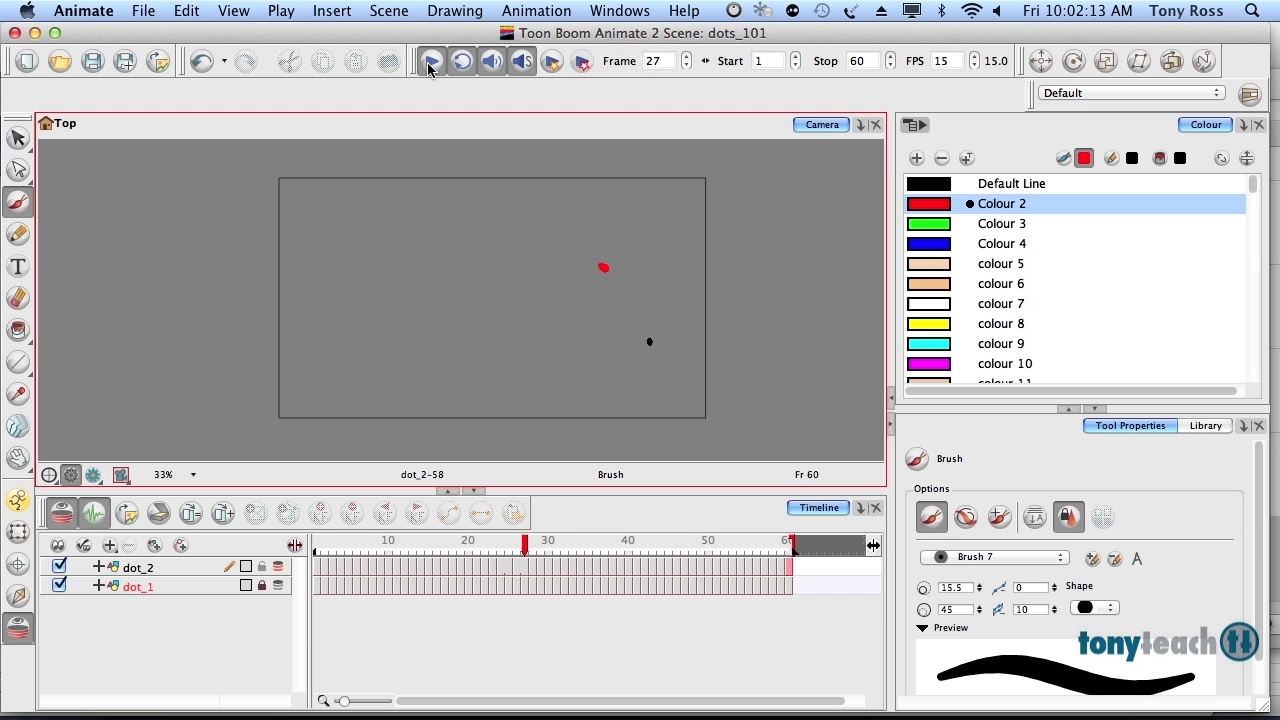 Animate File Edit View Play Insert Scene Drawing Animation Windows Help Fri 10:02:13 AM Tony Ross
Toon Boom Animate 2 Scene: dots_101
Frame 27 Start 1 Stop 60 FPS 15 15.0
Default
Top Camera Colour
Default Line
Colour 2
Colour 3
Colour 4
colour 5
colour 6
colour 7
colour 8
colour 9
colour 10
colour 11
Tool Properties Library
Brush
Options
Brush 7 A
15.5 0 Shape
45 10
Preview
33% dot_2-58 Brush Fr 60
Timeline
10 20 30 40 50
dot_2
dot_1
tonyteach tt